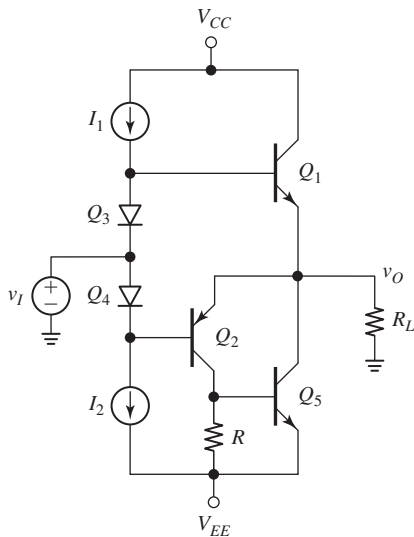 V_CC
I_1
Q_1
Q_3
v_O
v_I
+
−
Q_4
Q_2
R_L
I_2
R
Q_5
V_EE